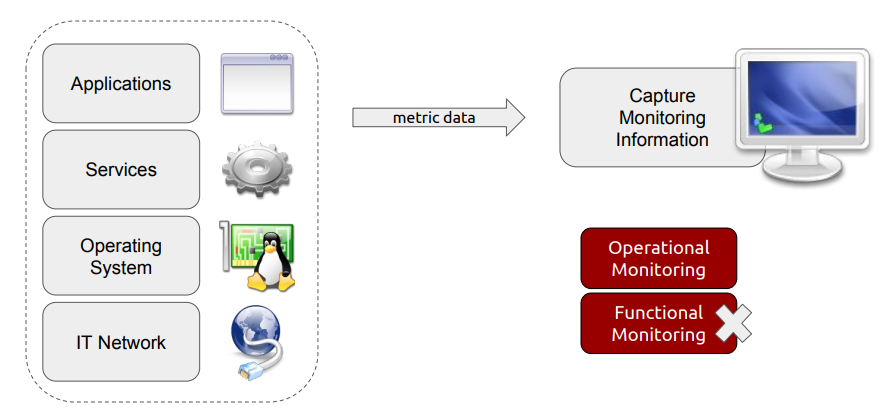 Applications
Services
Operating
System
IT Network
metric data
Capture
Monitoring
Information
Operational
Monitoring
Functional
Monitoring